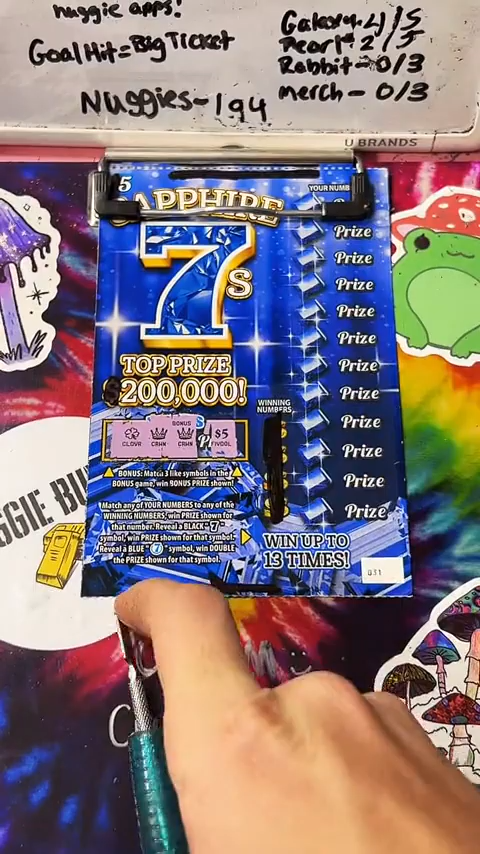 nuggie apps!
Goal Hit = Big Ticket
Nuggies - 194
Galaxy - 4/5
Pearl - 2/5
Rabbit - 0/3
merch - 0/3
U BRANDS
5
SAPPHIRE
7s
TOP PRIZE
$200,000!
YOUR NUMB
Prize
Prize
Prize
Prize
Prize
Prize
Prize
Prize
Prize
Prize
Prize
WINNING
NUMBERS
BONUS
CLOVR CRWN CRWN $5
FIVDOL
BONUS: Match 3 like symbols in the
BONUS game, win BONUS PRIZE shown!
Match any of YOUR NUMBERS to any of the
WINNING NUMBERS, win PRIZE shown for
that number. Reveal a BLACK "7"
symbol, win PRIZE shown for that symbol.
Reveal a BLUE "7" symbol, win DOUBLE
the PRIZE shown for that symbol.
WIN UP TO
13 TIMES!
031
GGIE BU